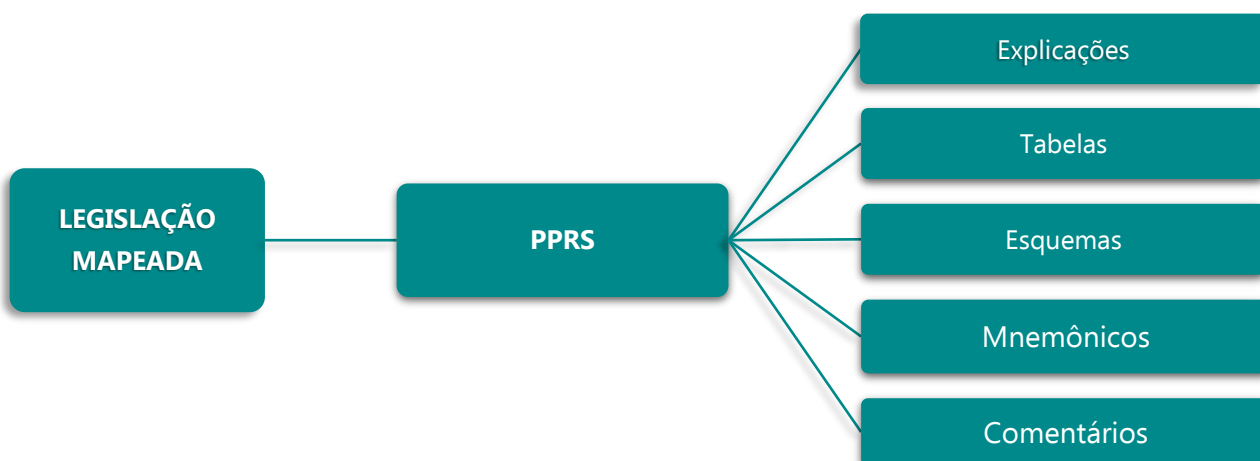 LEGISLAÇÃO
MAPEADA
PPRS
Explicações
Tabelas
Esquemas
Mnemônicos
Comentários